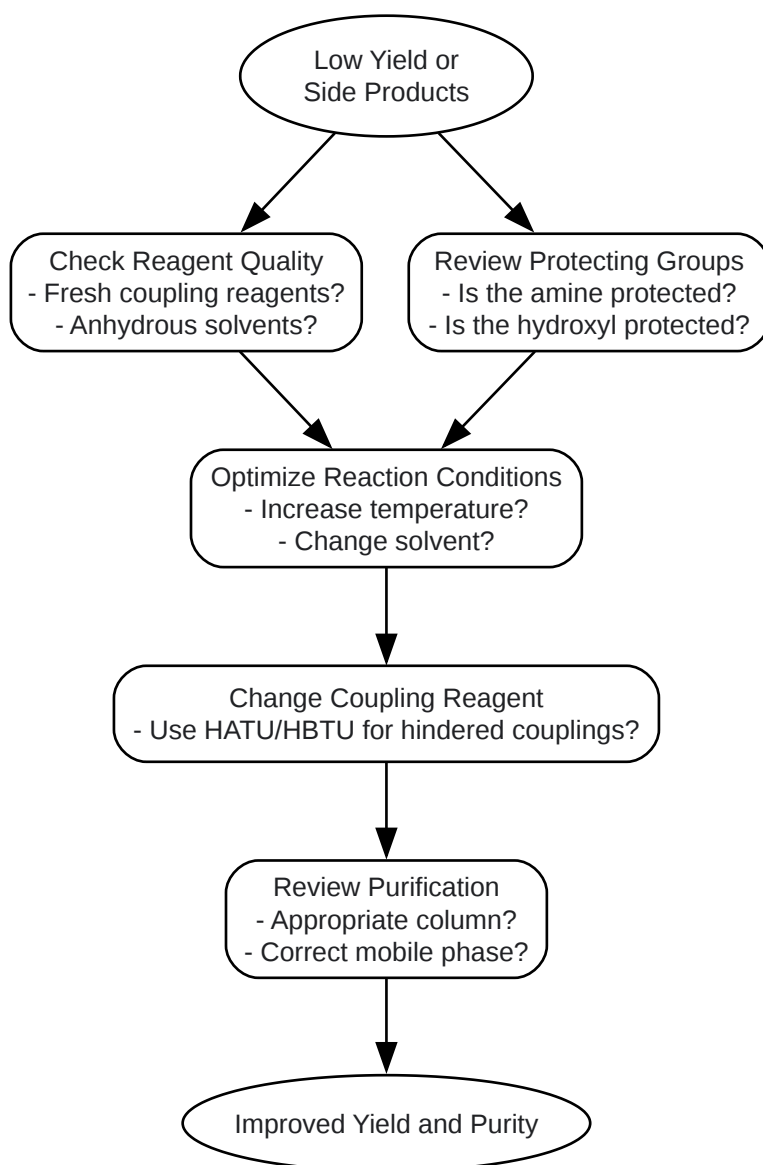 Low Yield or
Side Products
Check Reagent Quality
- Fresh coupling reagents?
- Anhydrous solvents?
Review Protecting Groups
- Is the amine protected?
- Is the hydroxyl protected?
Optimize Reaction Conditions
- Increase temperature?
- Change solvent?
Change Coupling Reagent
- Use HATU/HBTU for hindered couplings?
Review Purification
- Appropriate column?
- Correct mobile phase?
Improved Yield and Purity